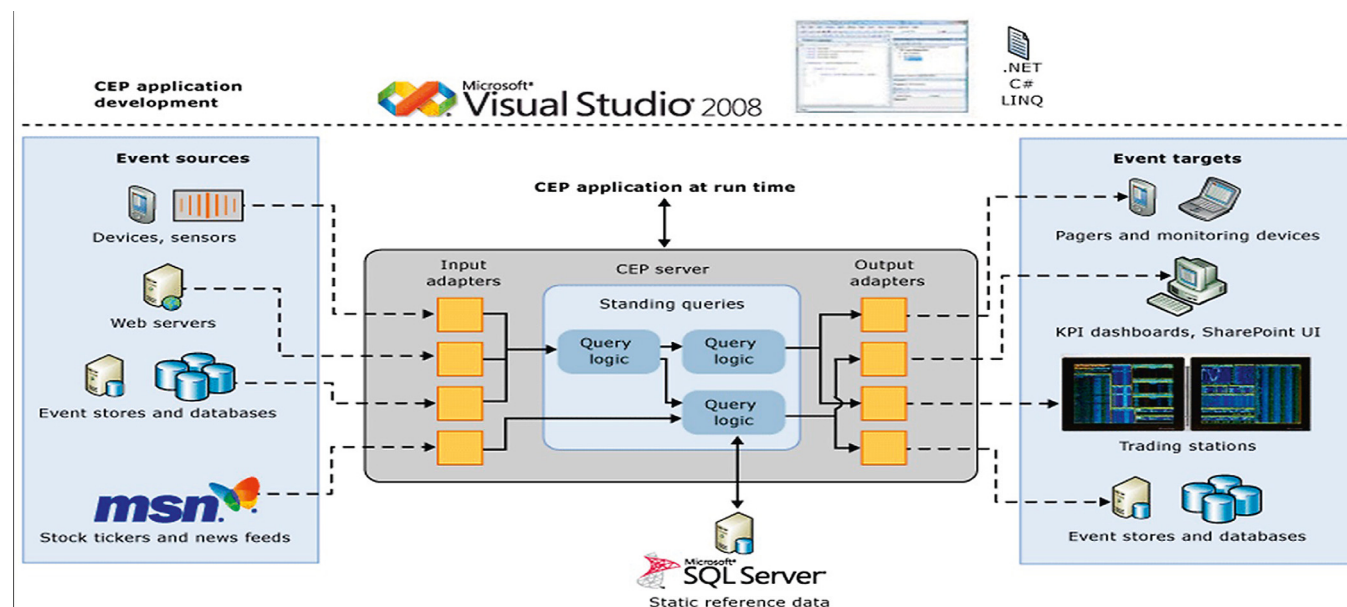 CEP application
development
Microsoft®
Visual Studio® 2008
.NET
C#
LINQ
Event sources
Devices, sensors
Web servers
Event stores and databases
msn®
Stock tickers and news feeds
CEP application at run time
Input
adapters
CEP server
Output
adapters
Standing queries
Query
logic
Query
logic
Query
logic
Microsoft®
SQL Server®
Static reference data
Event targets
Pagers and monitoring devices
KPI dashboards, SharePoint UI
Trading stations
Event stores and databases